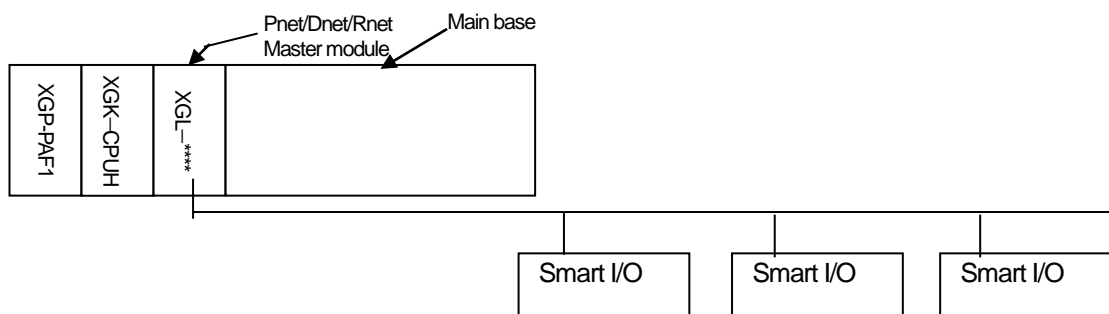 Pnet/Dnet/Rnet
Master module
Main base
XGP-PAF1
XGK–CPUH
XGL–****
Smart I/O
Smart I/O
Smart I/O